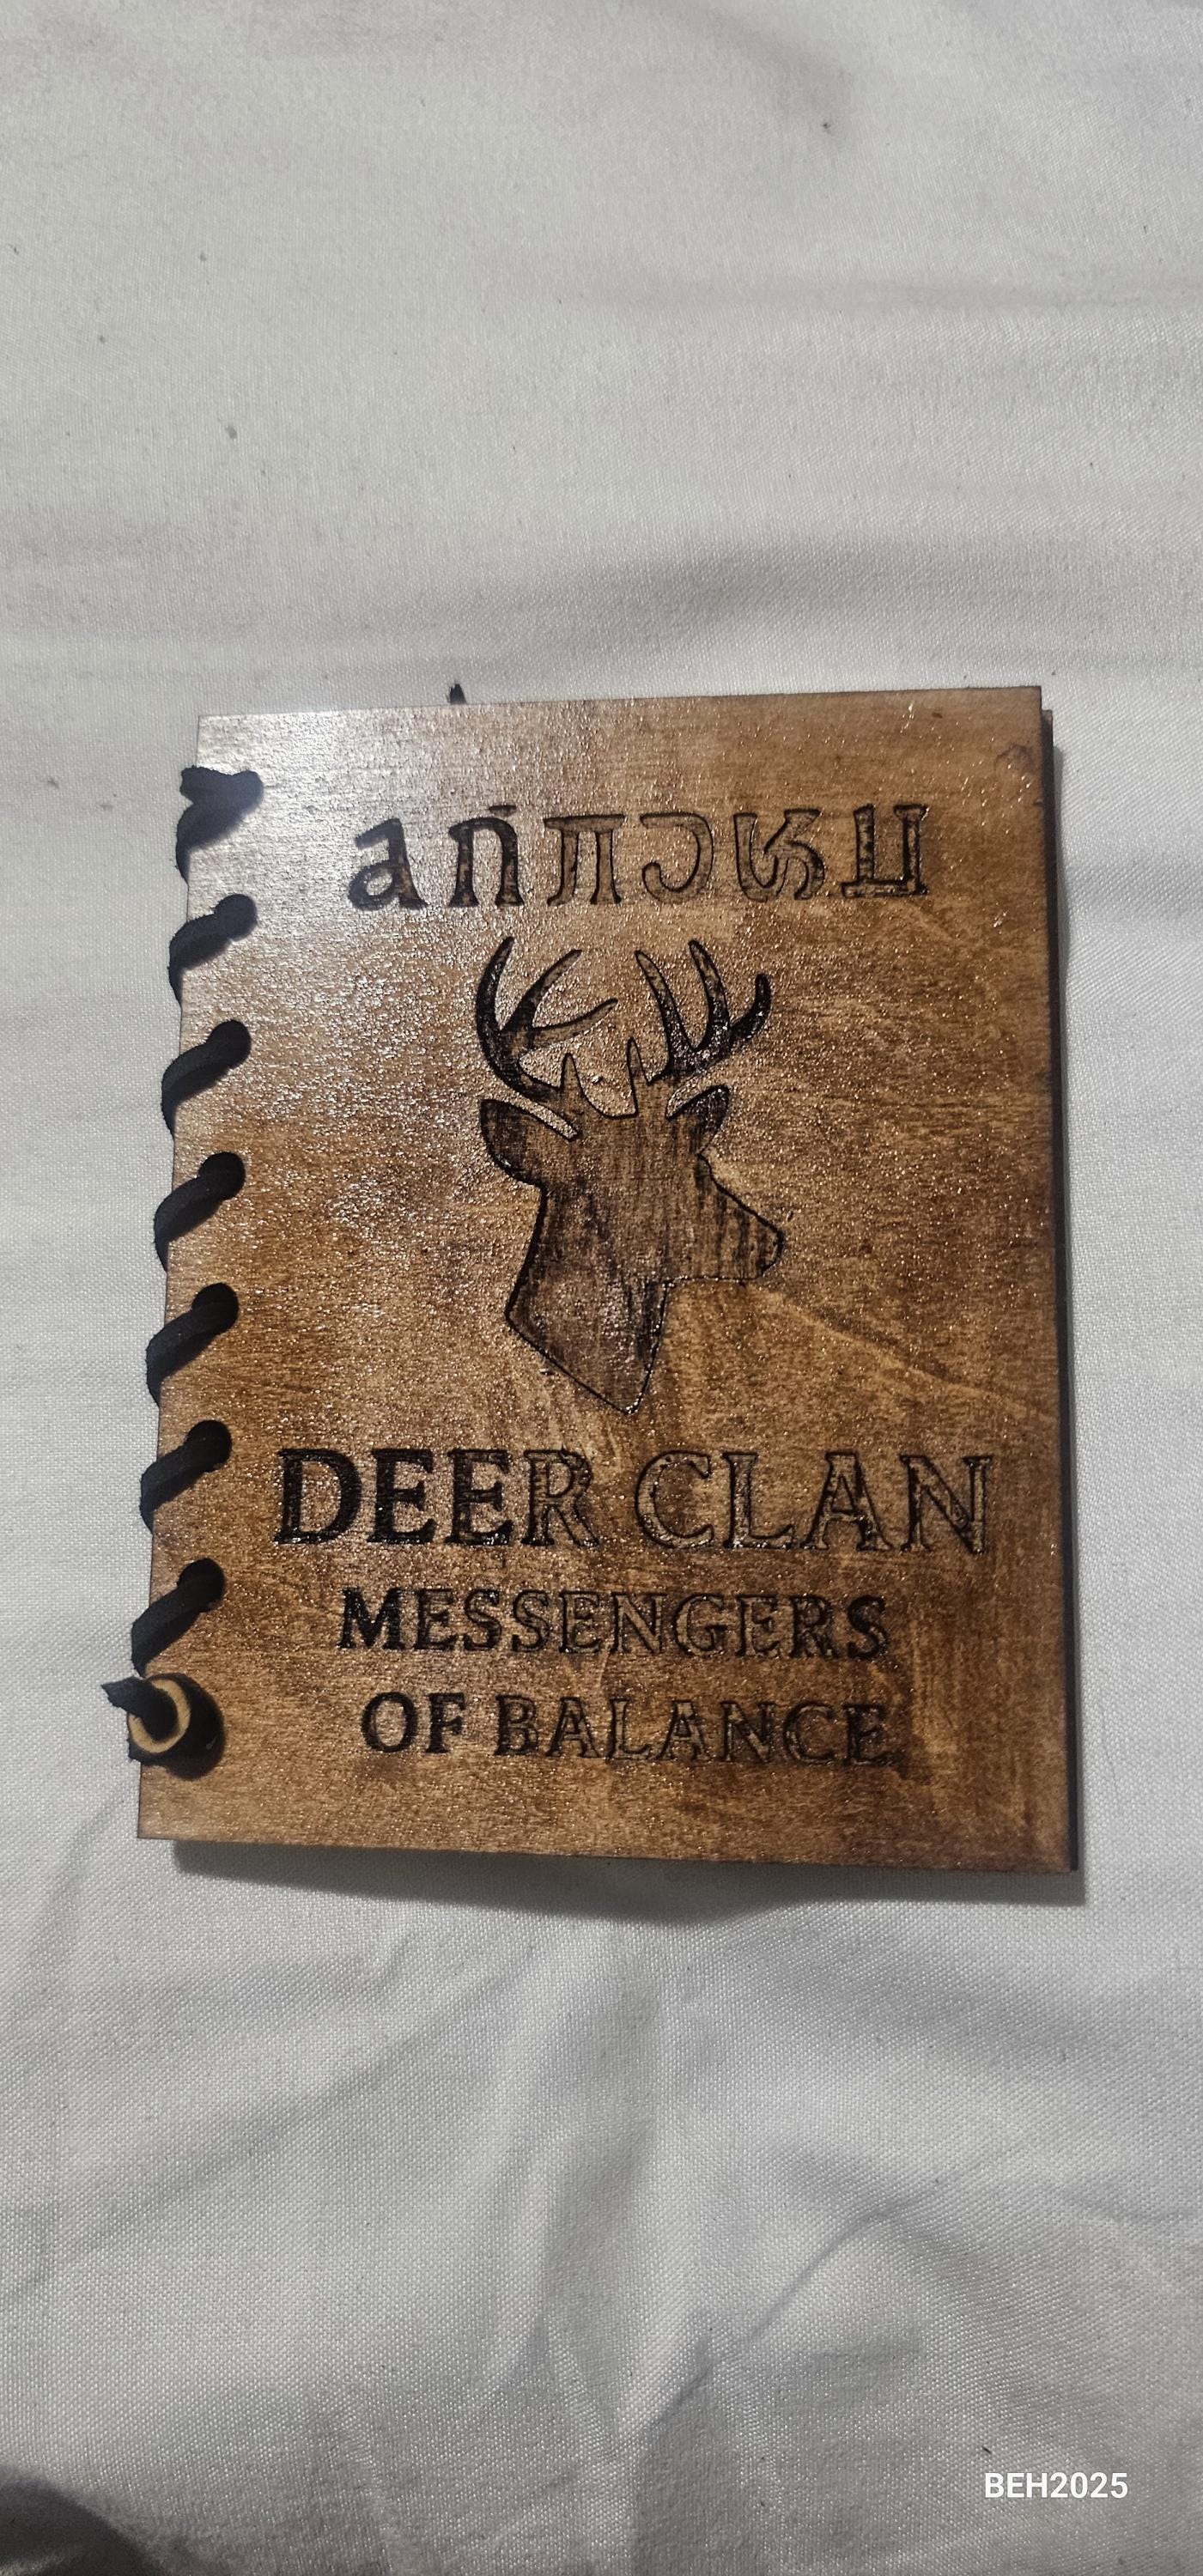 DEER CLAN
MESSENGERS
OF BALANCE
BEH2025